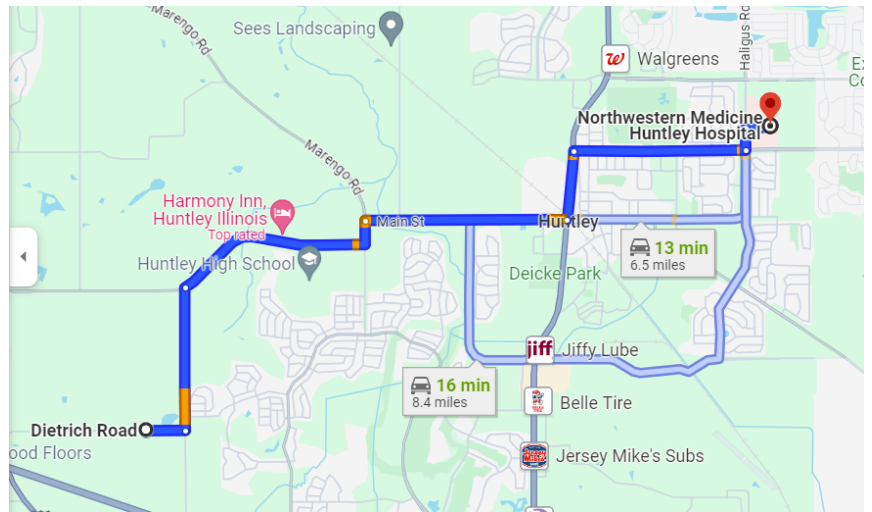 Marengo Rd
Sees Landscaping
Walgreens
Haligus Rd
Northwestern Medicine
Huntley Hospital
Marengo Rd
Harmony Inn,
Huntley Illinois
Top rated
Main St
Huntley
13 min
6.5 miles
Huntley High School
Deicke Park
jiff
Jiffy Lube
16 min
8.4 miles
Belle Tire
Dietrich Road
ood Floors
Jersey Mike's Subs